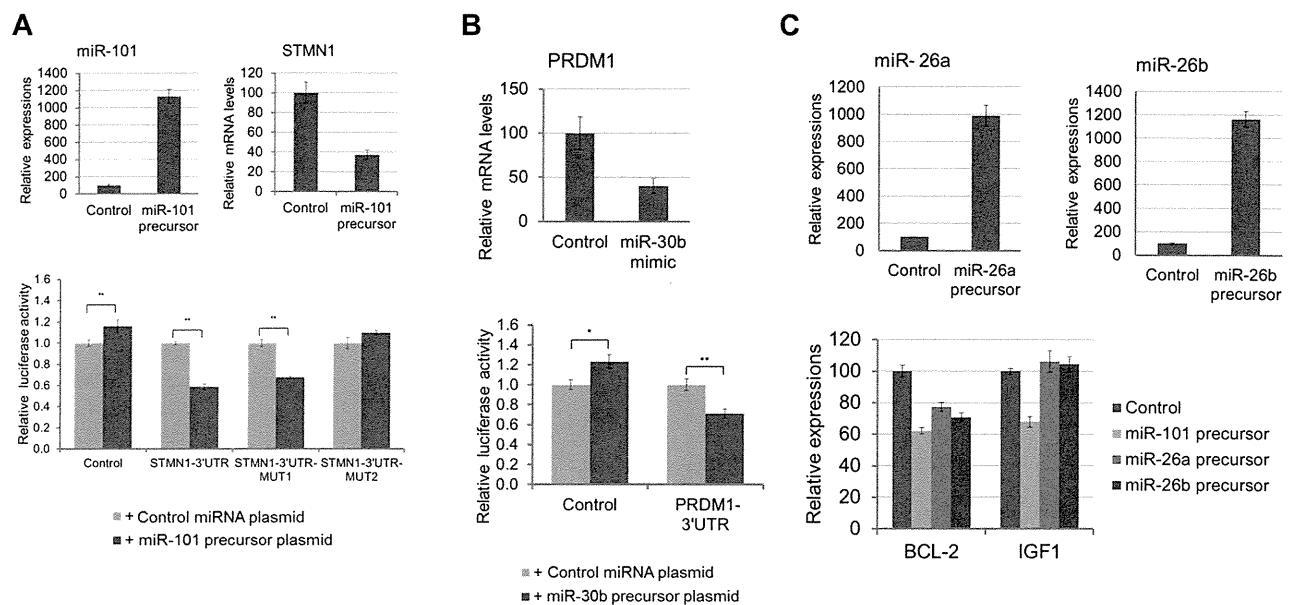 A
miR-101
Relative expressions
1400
1200
1000
800
600
400
200
0
Control
miR-101
precursor
STMN1
Relative mRNA levels
120
100
80
60
40
20
0
Control
miR-101
precursor
Relative luciferase activity
1.6
1.4
1.2
1.0
0.8
0.6
0.4
0.2
0.0
**
**
**
Control
STMN1-3'UTR
STMN1-3'UTR-
MUT1
STMN1-3'UTR-
MUT2
+ Control miRNA plasmid
+ miR-101 precursor plasmid
B
PRDM1
Relative mRNA levels
150
100
50
0
Control
miR-30b
mimic
Relative luciferase activity
1.6
1.4
1.2
1.0
0.8
0.6
0.4
0.2
0.0
*
**
Control
PRDM1-
3'UTR
+ Control miRNA plasmid
+ miR-30b precursor plasmid
C
miR- 26a
Relative expressions
1200
1000
800
600
400
200
0
Control
miR-26a
precursor
miR-26b
Relative expressions
1400
1200
1000
800
600
400
200
0
Control
miR-26b
precursor
Relative expressions
120
100
80
60
40
20
0
BCL-2
IGF1
Control
miR-101 precursor
miR-26a precursor
miR-26b precursor